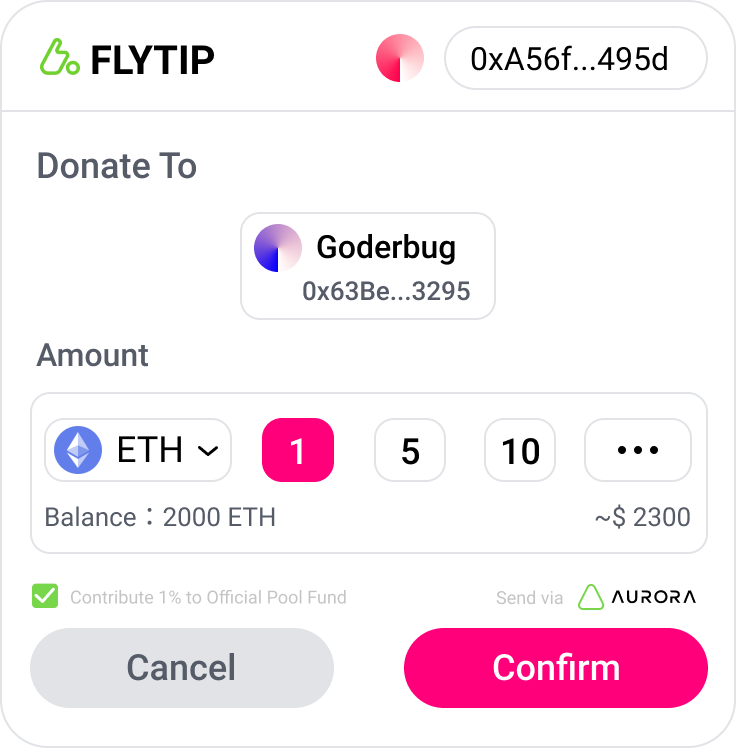 FLYTIP 0xA56f...495d
Donate To
Goderbug
0x63Be...3295
Amount
ETH 1 5 10 •••
Balance：2000 ETH ~$ 2300
Contribute 1% to Official Pool Fund Send via AURORA
Cancel Confirm